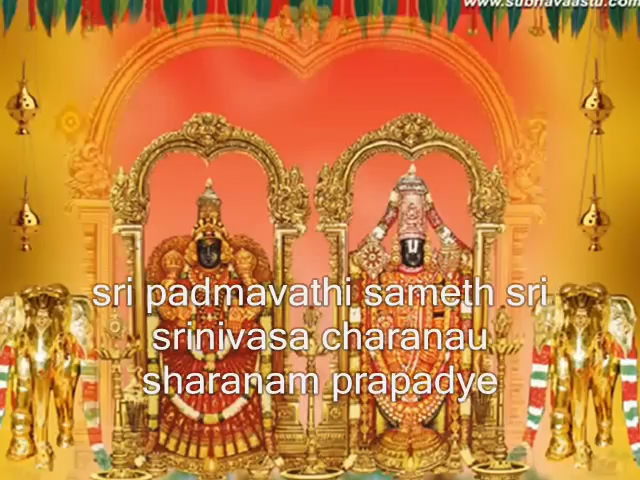 www.subhavaastu.com
sri padmavathi sameth sri
srinivasa charanau
sharanam prapadye